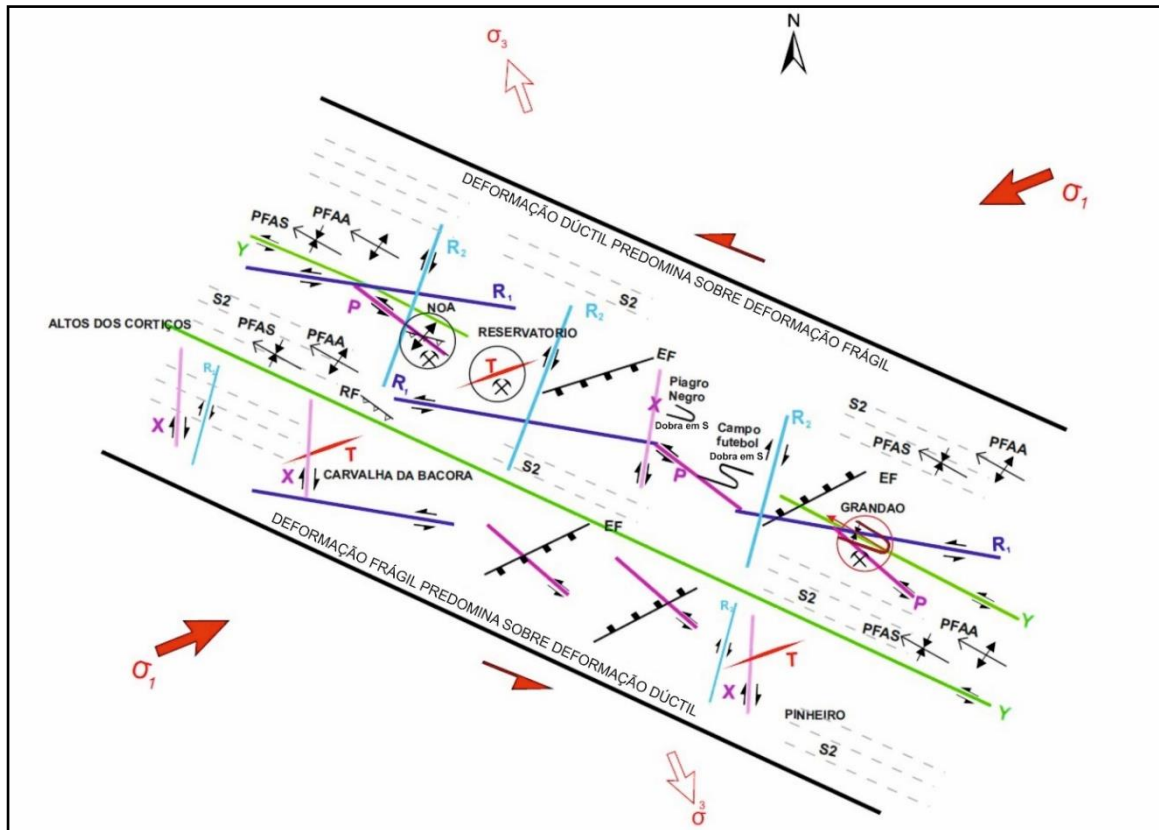 N
σ3
DEFORMAÇÃO DÚCTIL PREDOMINA SOBRE DEFORMAÇÃO FRÁGIL
σ1
PFAS
PFAA
Y
R2
R1
S2
P
NOA
RESERVATORIO
R2
S2
ALTOS DOS CORTIÇOS
PFAS
PFAA
T
EF
R2
RF
R1
X
Piagro
Negro
Dobra em S
Campo
futebol
Dobra em S
R2
S2
PFAS
PFAA
X
T
X
CARVALHA DA BACORA
S2
P
EF
GRANDAO
R1
EF
P
S2
Y
PFAS
PFAA
R2
T
X
Y
DEFORMAÇÃO FRÁGIL PREDOMINA SOBRE DEFORMAÇÃO DÚCTIL
σ1
PINHEIRO
S2
σ3